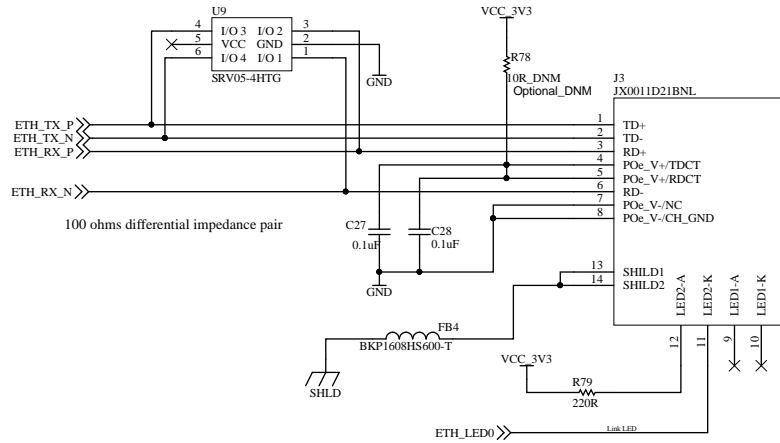 U9
4 I/O 3 I/O 2 3
5 VCC GND 2
6 I/O 4 I/O 1 1
SRV05-4HTG
GND
VCC_3V3
R78
10R_DNM
Optional_DNM
J3
JX0011D21BNL
ETH_TX_P 1 TD+
ETH_TX_N 2 TD-
ETH_RX_P 3 RD+
4 POe_V+/TDCT
5 POe_V+/RDCT
ETH_RX_N 6 RD-
7 POe_V-/NC
8 POe_V-/CH_GND
100 ohms differential impedance pair
C27
0.1uF
C28
0.1uF
GND
13 SHILD1
14 SHILD2
LED2-A
LED2-K
LED1-A
LED1-K
12
11
9
10
FB4
BKP1608HS600-T
SHLD
VCC_3V3
R79
220R
ETH_LED0
Link LED